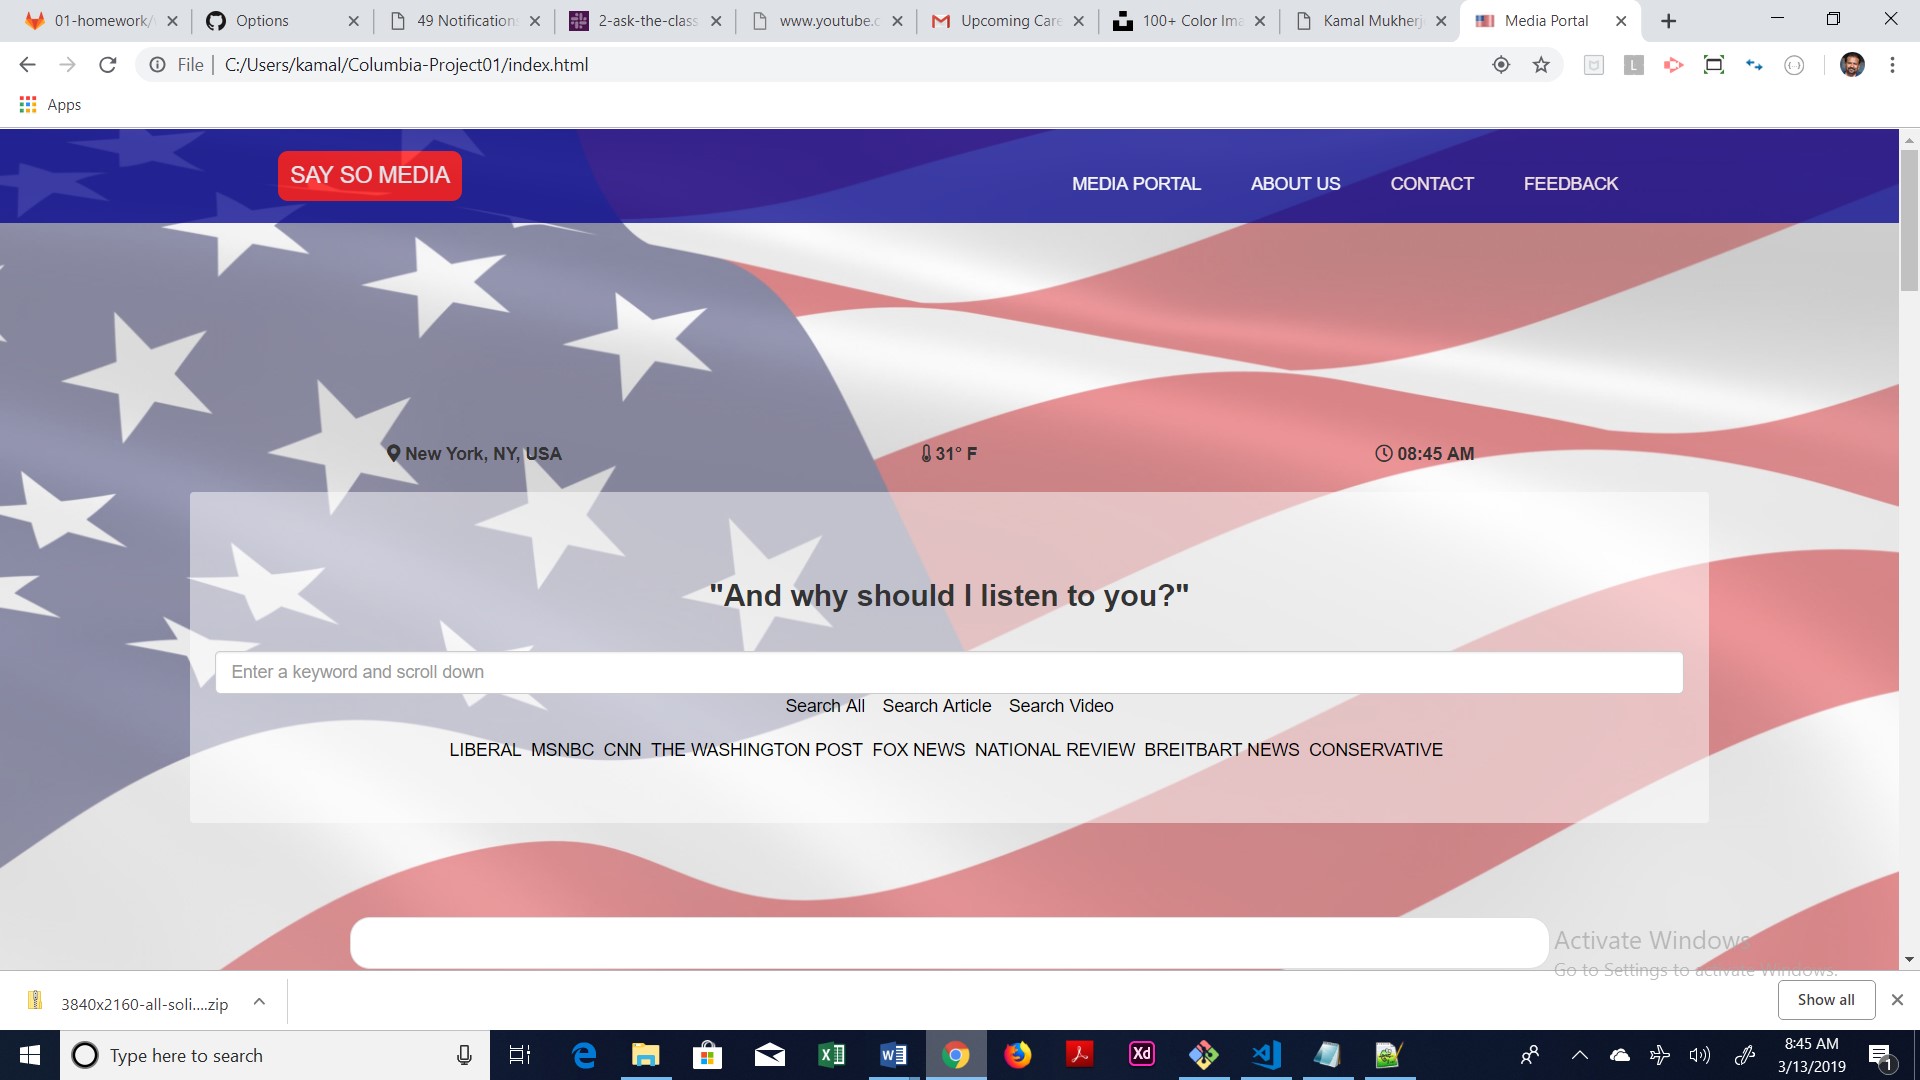 01-homework/
Options
49 Notification
2-ask-the-class
www.youtube.c
Upcoming Care
100+ Color Ima
Kamal Mukherj
Media Portal
File | C:/Users/kamal/Columbia-Project01/index.html
Apps
SAY SO MEDIA
MEDIA PORTAL ABOUT US CONTACT FEEDBACK
New York, NY, USA 31° F 08:45 AM
"And why should I listen to you?"
Enter a keyword and scroll down
Search All Search Article Search Video
LIBERAL MSNBC CNN THE WASHINGTON POST FOX NEWS NATIONAL REVIEW BREITBART NEWS CONSERVATIVE
Activate Windows
Go to Settings to activate Windows.
3840x2160-all-soli....zip
Show all
Type here to search
Xd
8:45 AM
3/13/2019
1